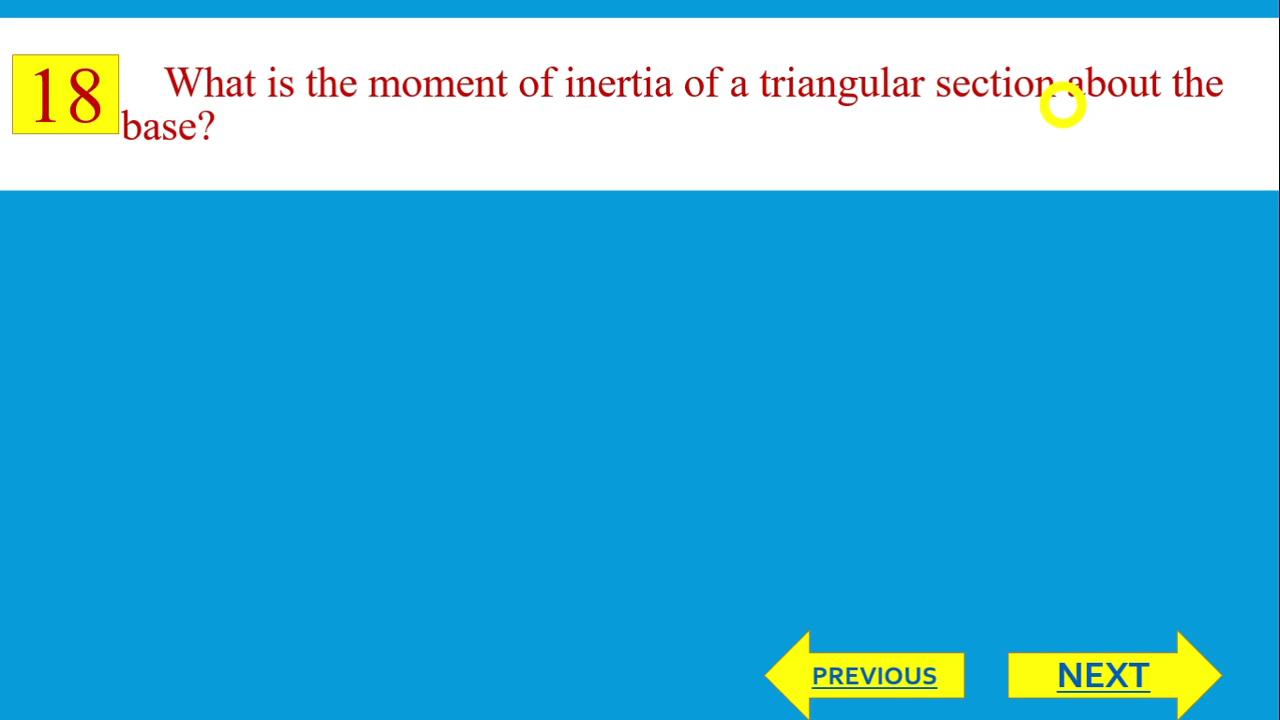 18
What is the moment of inertia of a triangular section about the
base?
PREVIOUS
NEXT